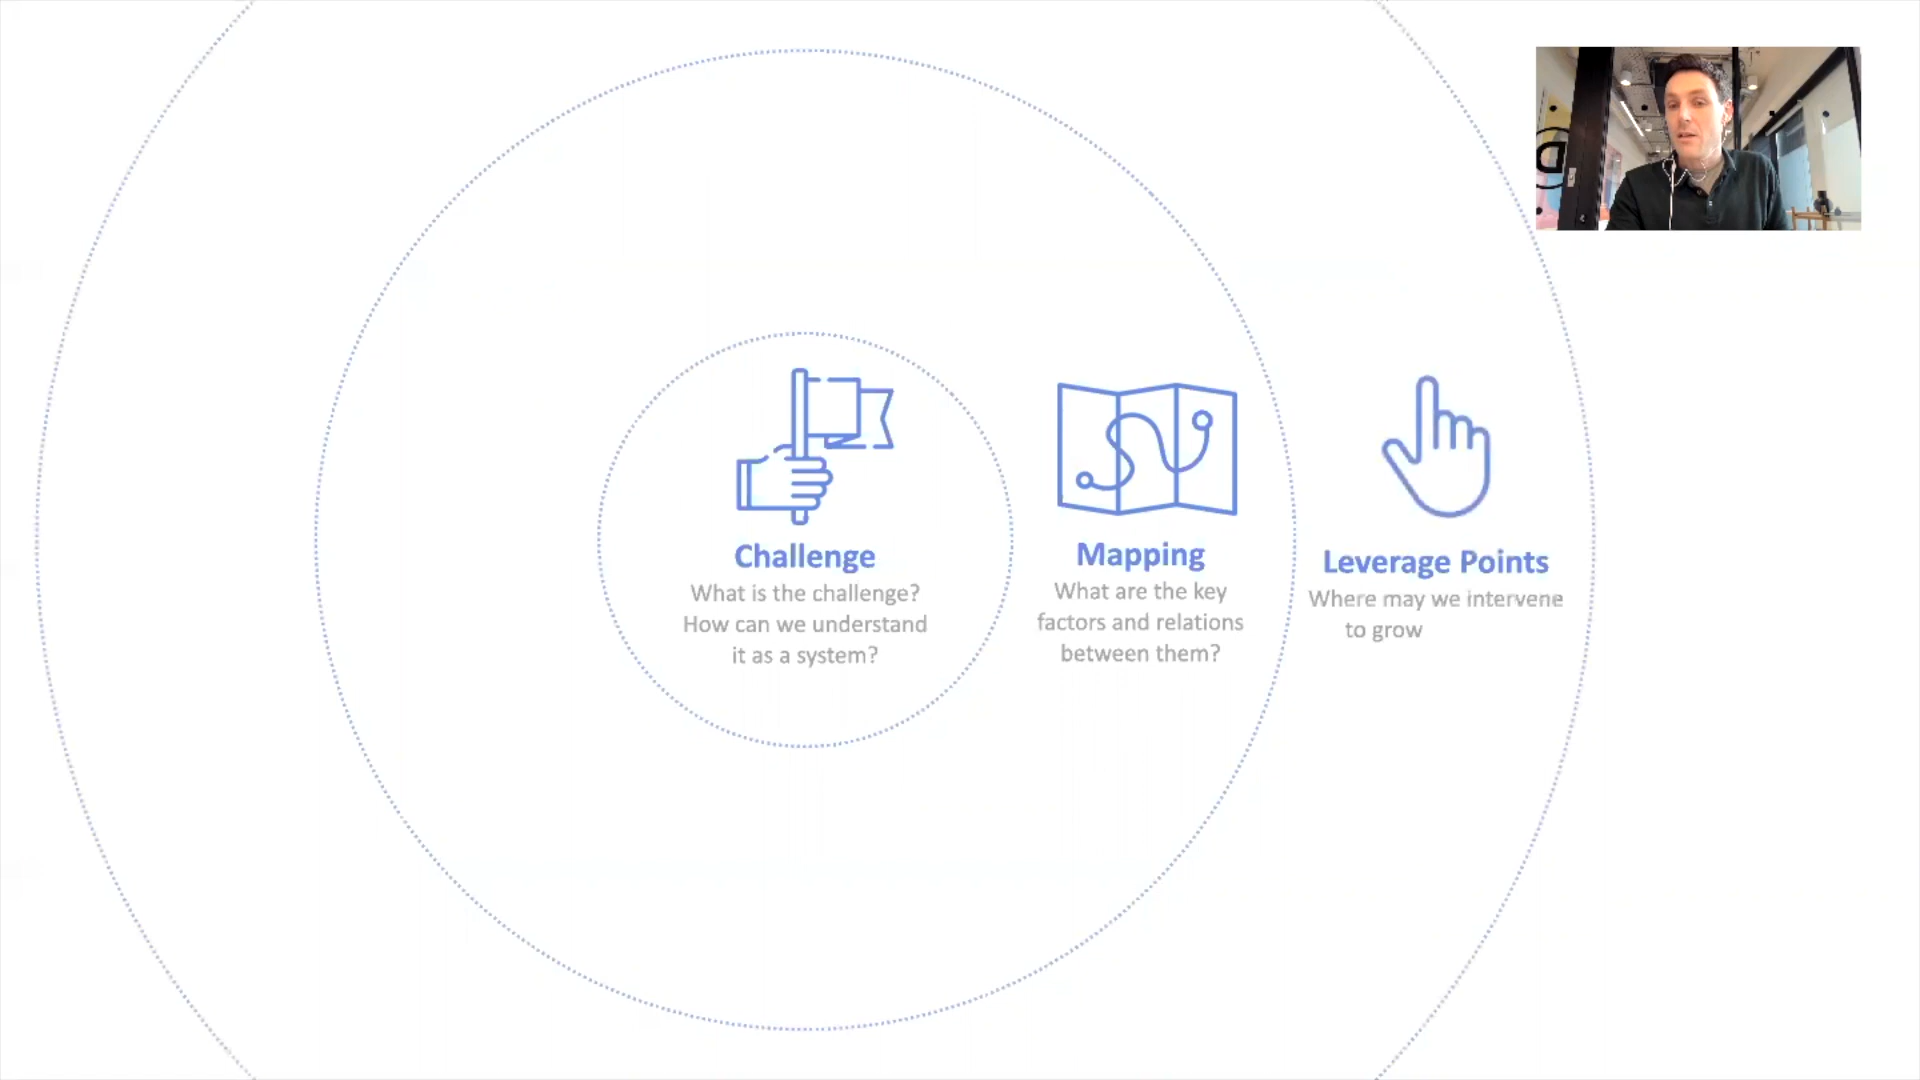 Challenge
What is the challenge?
How can we understand
it as a system?
Mapping
What are the key
factors and relations
between them?
Leverage Points
Where may we intervene
to grow